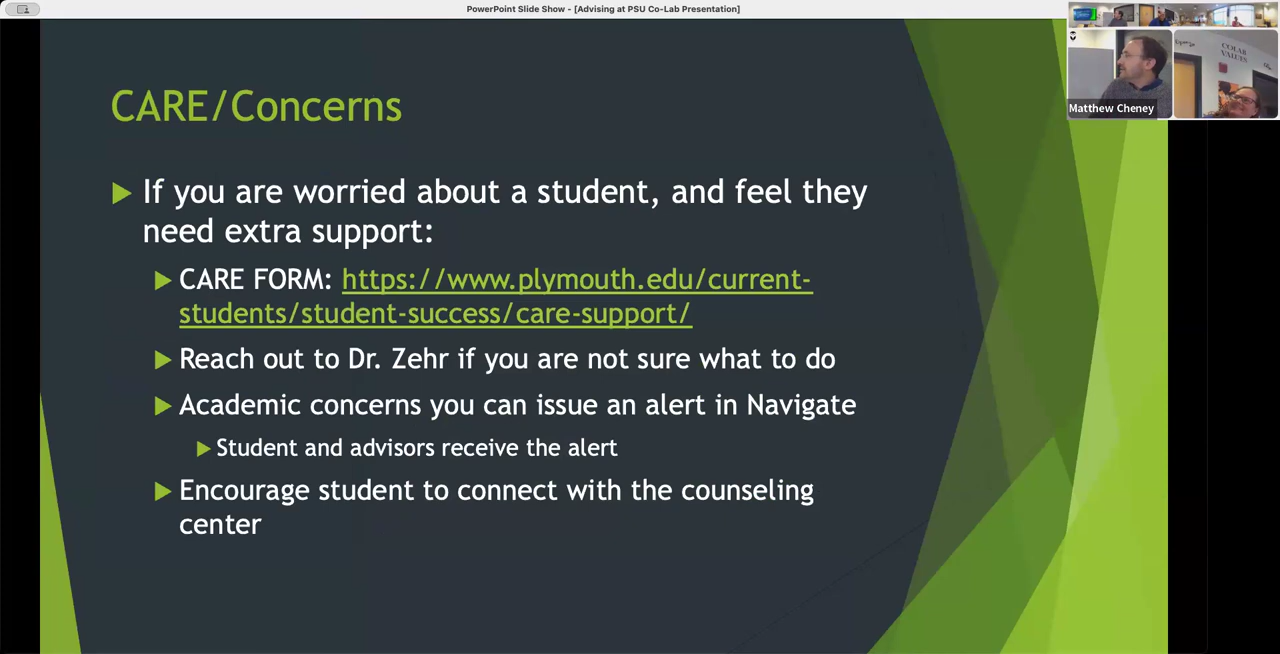 PowerPoint Slide Show - [Advising at PSU Co-Lab Presentation]
Matthew Cheney
COLAB
VALUES
CARE/Concerns
If you are worried about a student, and feel they
need extra support:
CARE FORM: https://www.plymouth.edu/current-
students/student-success/care-support/
Reach out to Dr. Zehr if you are not sure what to do
Academic concerns you can issue an alert in Navigate
Student and advisors receive the alert
Encourage student to connect with the counseling
center